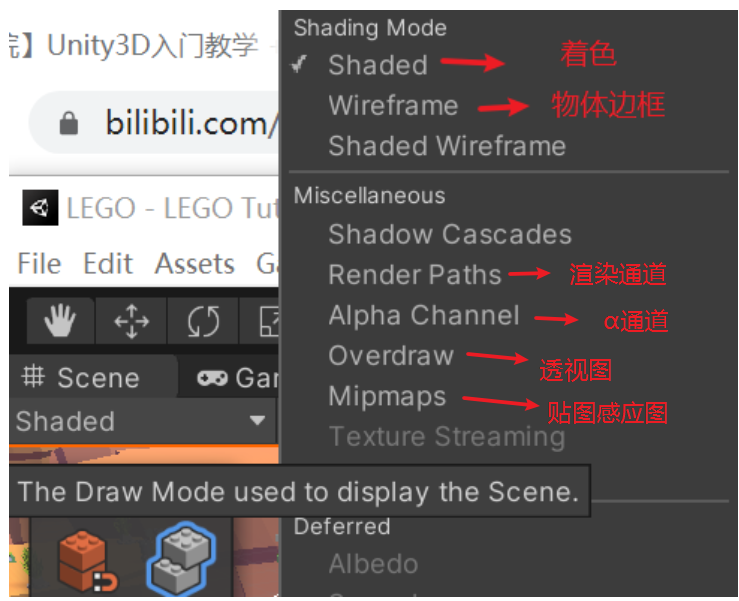 】Unity3D入门教学 -
bilibili.com/
LEGO - LEGO Tut
File Edit Assets Ga
Scene Gar
Shaded
The Draw Mode used to display the Scene.
Shading Mode
Shaded 着色
Wireframe 物体边框
Shaded Wireframe
Miscellaneous
Shadow Cascades
Render Paths 渲染通道
Alpha Channel α通道
Overdraw 透视图
Mipmaps 贴图感应图
Texture Streaming
Deferred
Albedo